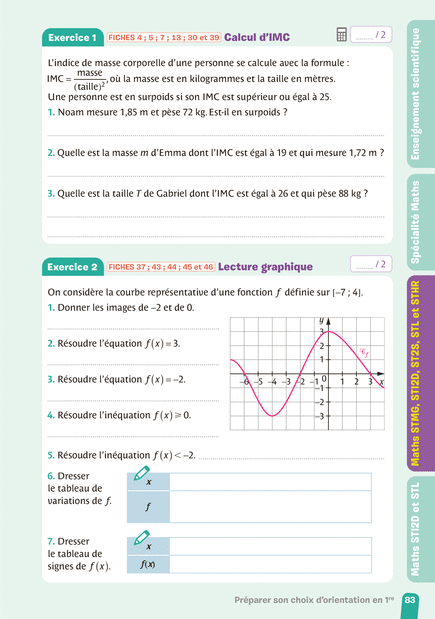 Exercice 1 FICHES 4 ; 5 ; 7 ; 13 ; 30 et 39 Calcul d'IMC ........ / 2
L'indice de masse corporelle d'une personne se calcule avec la formule :
IMC = masse / (taille)², où la masse est en kilogrammes et la taille en mètres.
Une personne est en surpoids si son IMC est supérieur ou égal à 25.
1. Noam mesure 1,85 m et pèse 72 kg. Est-il en surpoids ?
2. Quelle est la masse m d'Emma dont l'IMC est égal à 19 et qui mesure 1,72 m ?
3. Quelle est la taille T de Gabriel dont l'IMC est égal à 26 et qui pèse 88 kg ?
Exercice 2 FICHES 37 ; 43 ; 44 ; 45 et 46 Lecture graphique ........ / 2
On considère la courbe représentative d'une fonction f définie sur [−7 ; 4].
1. Donner les images de −2 et de 0.
2. Résoudre l'équation f(x) = 3.
3. Résoudre l'équation f(x) = −2.
4. Résoudre l'inéquation f(x) ⩾ 0.
y
3
2
1
𝒞f
−6 −5 −4 −3 −2 −1 0 1 2 3 x
−1
−2
−3
5. Résoudre l'inéquation f(x) < −2.
6. Dresser
le tableau de
variations de f.
x
f
7. Dresser
le tableau de
signes de f(x).
x
f(x)
Préparer son choix d'orientation en 1re 83
Enseignement scientifique
Spécialité Maths
Maths STMG, STI2D, ST2S, STL et STHR
Maths STI2D et STL